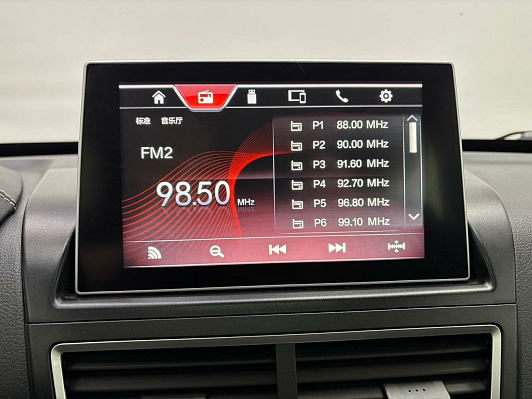 标准 音乐厅
FM2
98.50 MHz
P1 88.00 MHz
P2 90.00 MHz
P3 91.60 MHz
P4 92.70 MHz
P5 96.80 MHz
P6 99.10 MHz